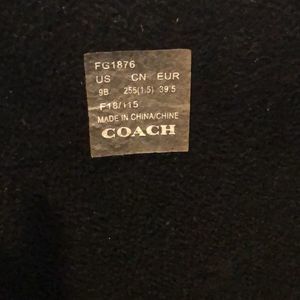 FG1876
US CN EUR
9B 255(1.5) 39.5
F18/115
MADE IN CHINA/CHINE
COACH